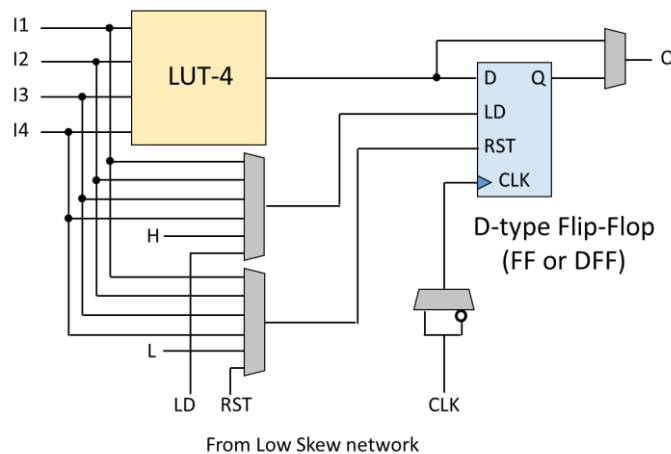 I1
I2
I3
I4
LUT-4
D Q
LD
RST
CLK
O
H
L
D-type Flip-Flop
(FF or DFF)
LD RST CLK
From Low Skew network